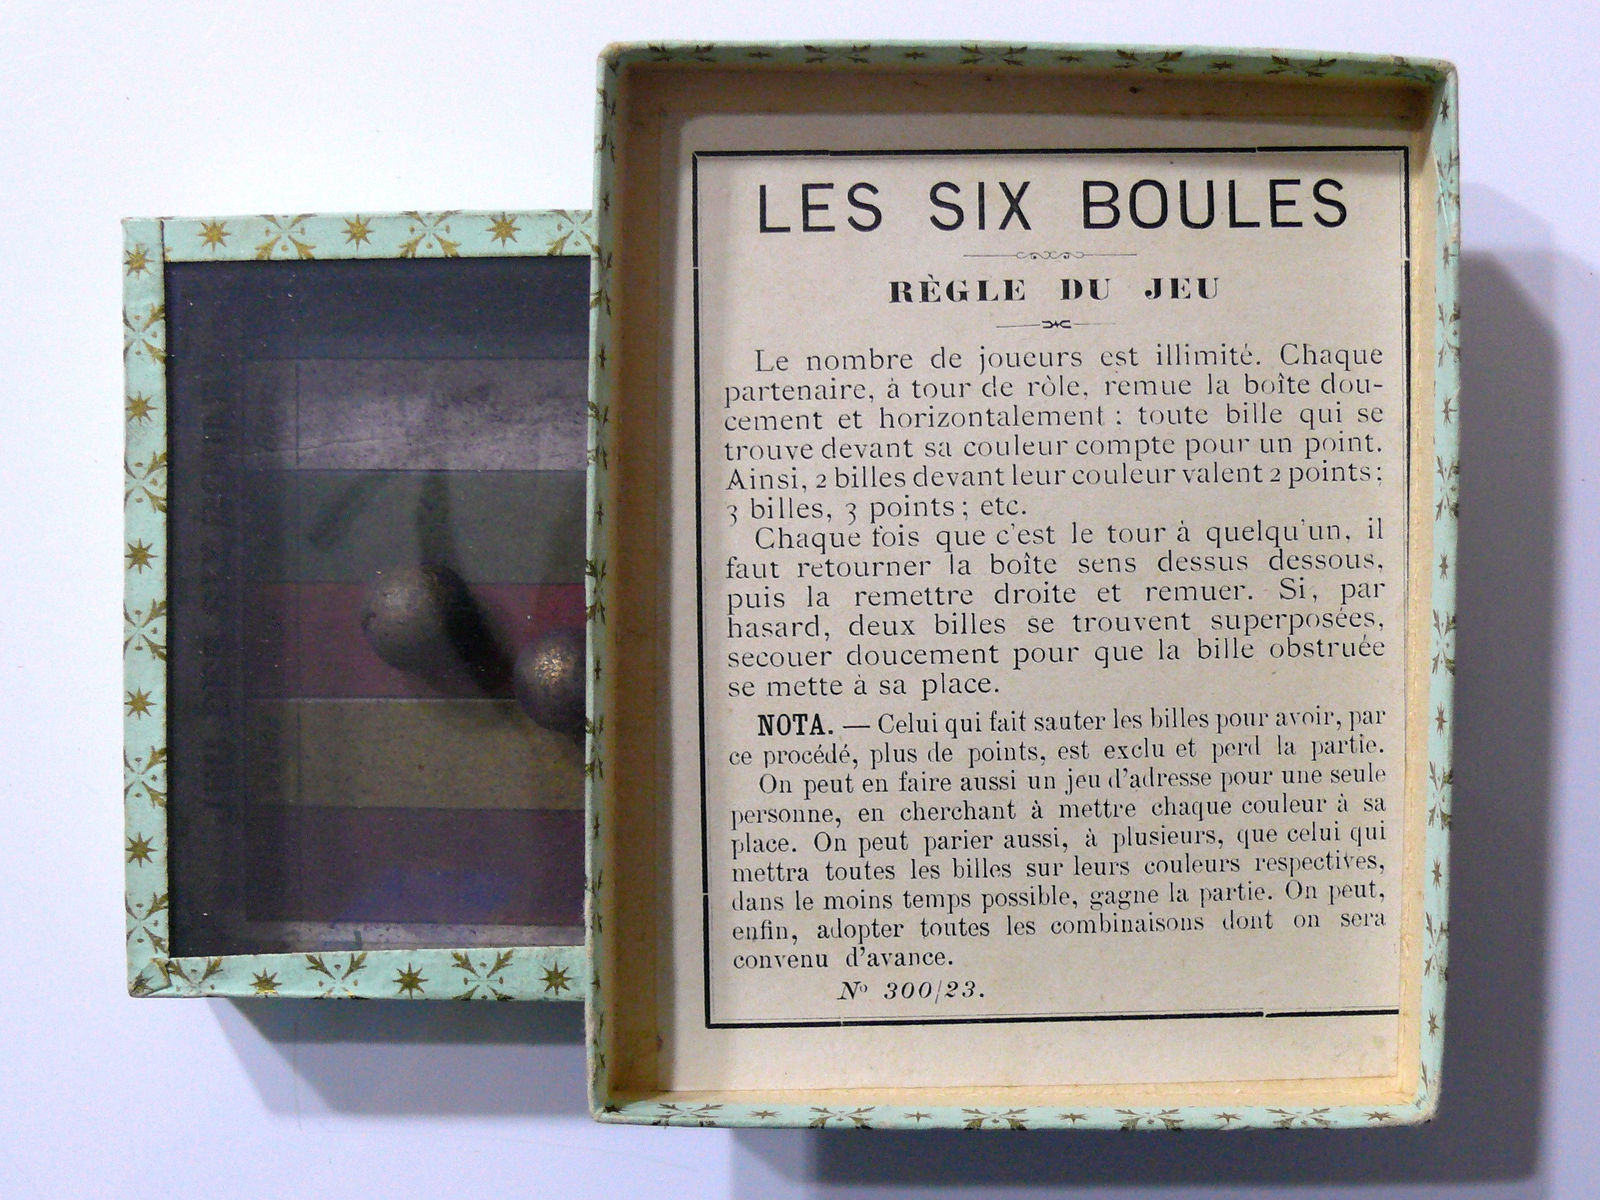 LES SIX BOULES
RÈGLE DU JEU
Le nombre de joueurs est illimité. Chaque
partenaire, à tour de rôle, remue la boîte dou-
cement et horizontalement : toute bille qui se
trouve devant sa couleur compte pour un point.
Ainsi, 2 billes devant leur couleur valent 2 points;
3 billes, 3 points; etc.
Chaque fois que c'est le tour à quelqu'un, il
faut retourner la boîte sens dessus dessous,
puis la remettre droite et remuer. Si, par
hasard, deux billes se trouvent superposées,
secouer doucement pour que la bille obstruée
se mette à sa place.
NOTA. — Celui qui fait sauter les billes pour avoir, par
ce procédé, plus de points, est exclu et perd la partie.
On peut en faire aussi un jeu d'adresse pour une seule
personne, en cherchant à mettre chaque couleur à sa
place. On peut parier aussi, à plusieurs, que celui qui
mettra toutes les billes sur leurs couleurs respectives,
dans le moins temps possible, gagne la partie. On peut,
enfin, adopter toutes les combinaisons dont on sera
convenu d'avance.
No 300/23.